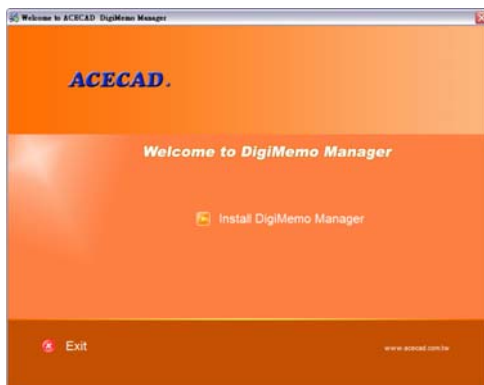 Welcome to ACECAD DigiMemo Manager
ACECAD.
Welcome to DigiMemo Manager
Install DigiMemo Manager
Exit
www.acecad.com.tw